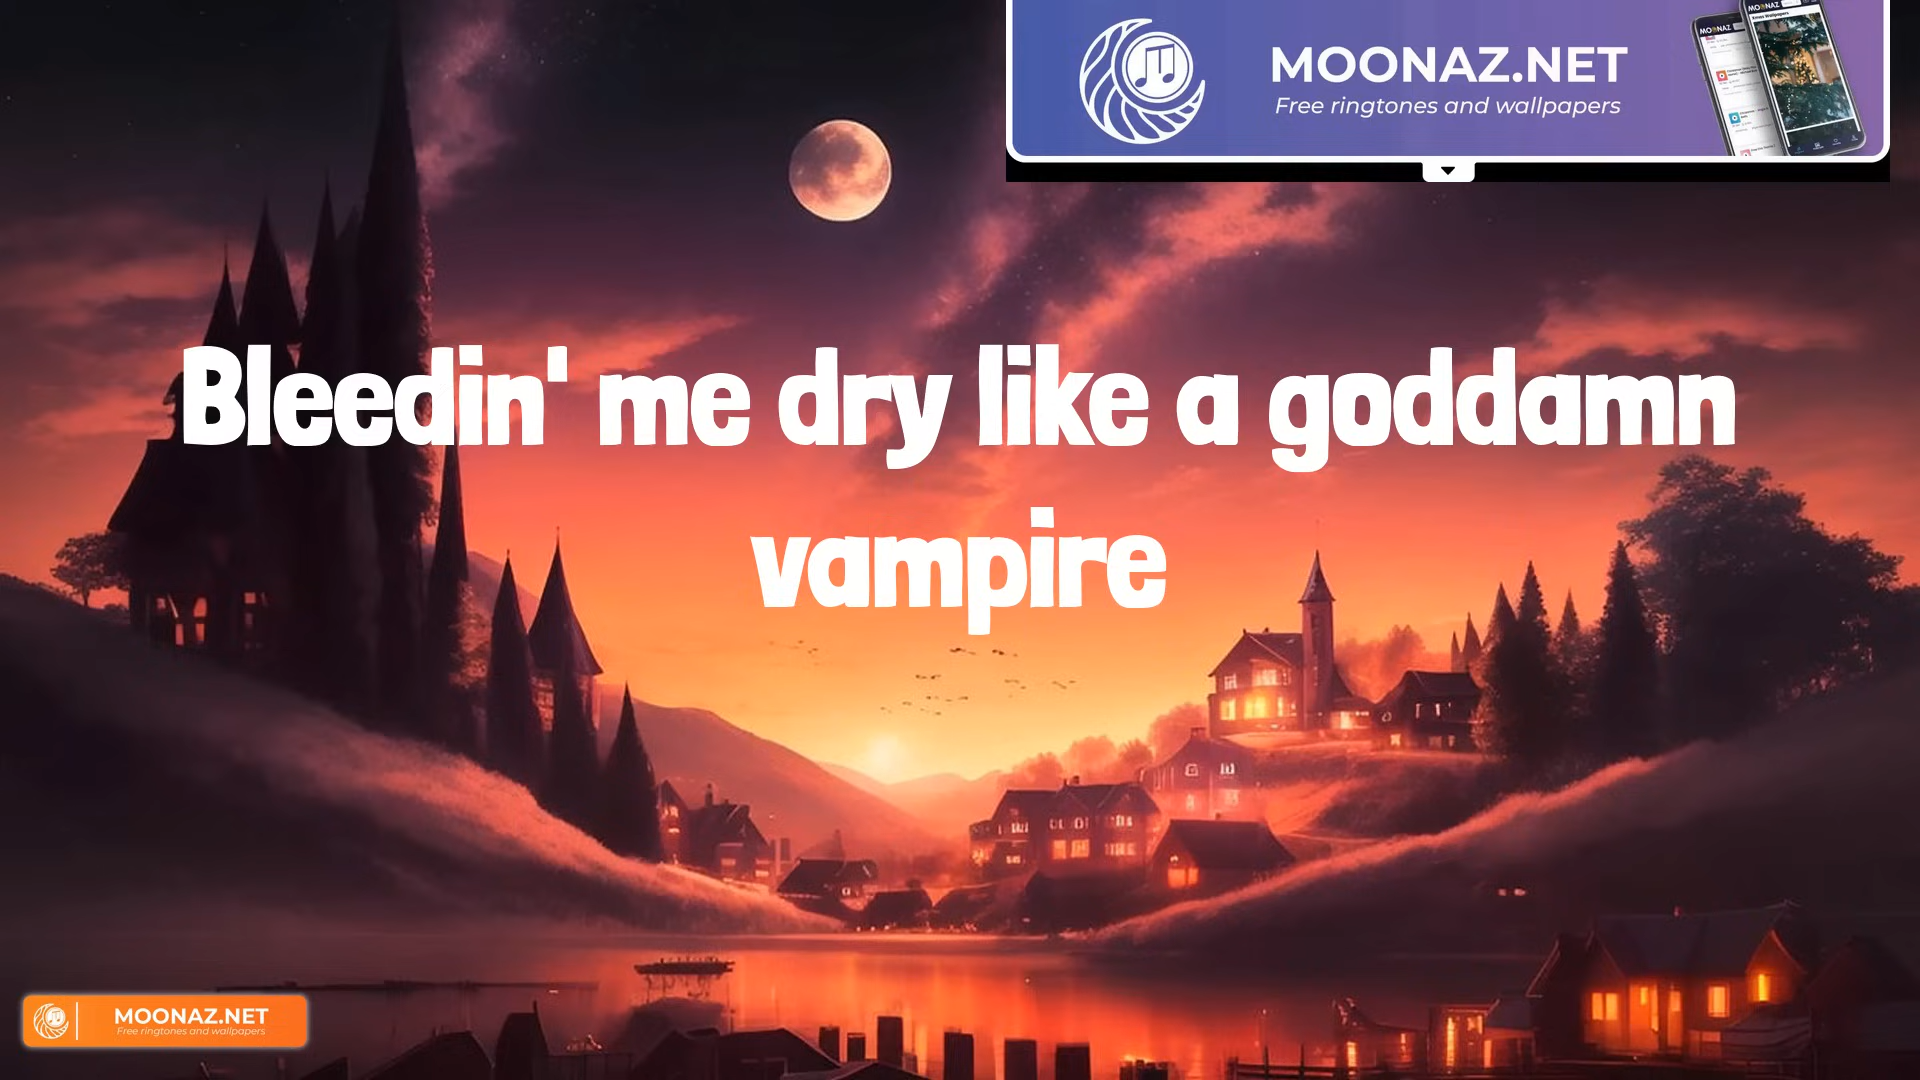 MOONAZ.NET
Free ringtones and wallpapers
Bleedin' me dry like a goddamn
vampire
MOONAZ.NET
Free ringtones and wallpapers